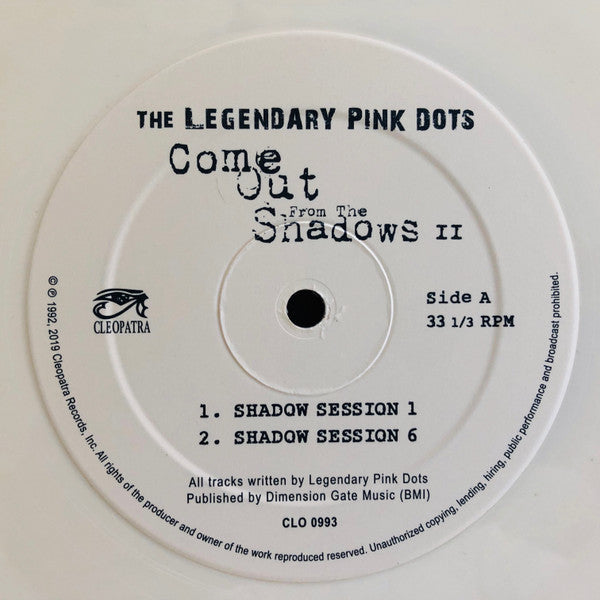 THE LEGENDARY PINK DOTS
Come
Out
From The
Shadows II
CLEOPATRA
Side A
33 1/3 RPM
1. SHADOW SESSION 1
2. SHADOW SESSION 6
All tracks written by Legendary Pink Dots
Published by Dimension Gate Music (BMI)
CLO 0993
© ℗ 1992, 2019 Cleopatra Records, Inc. All rights of the producer and owner of the work reproduced reserved. Unauthorized copying, lending, hiring, public performance and broadcast prohibited.